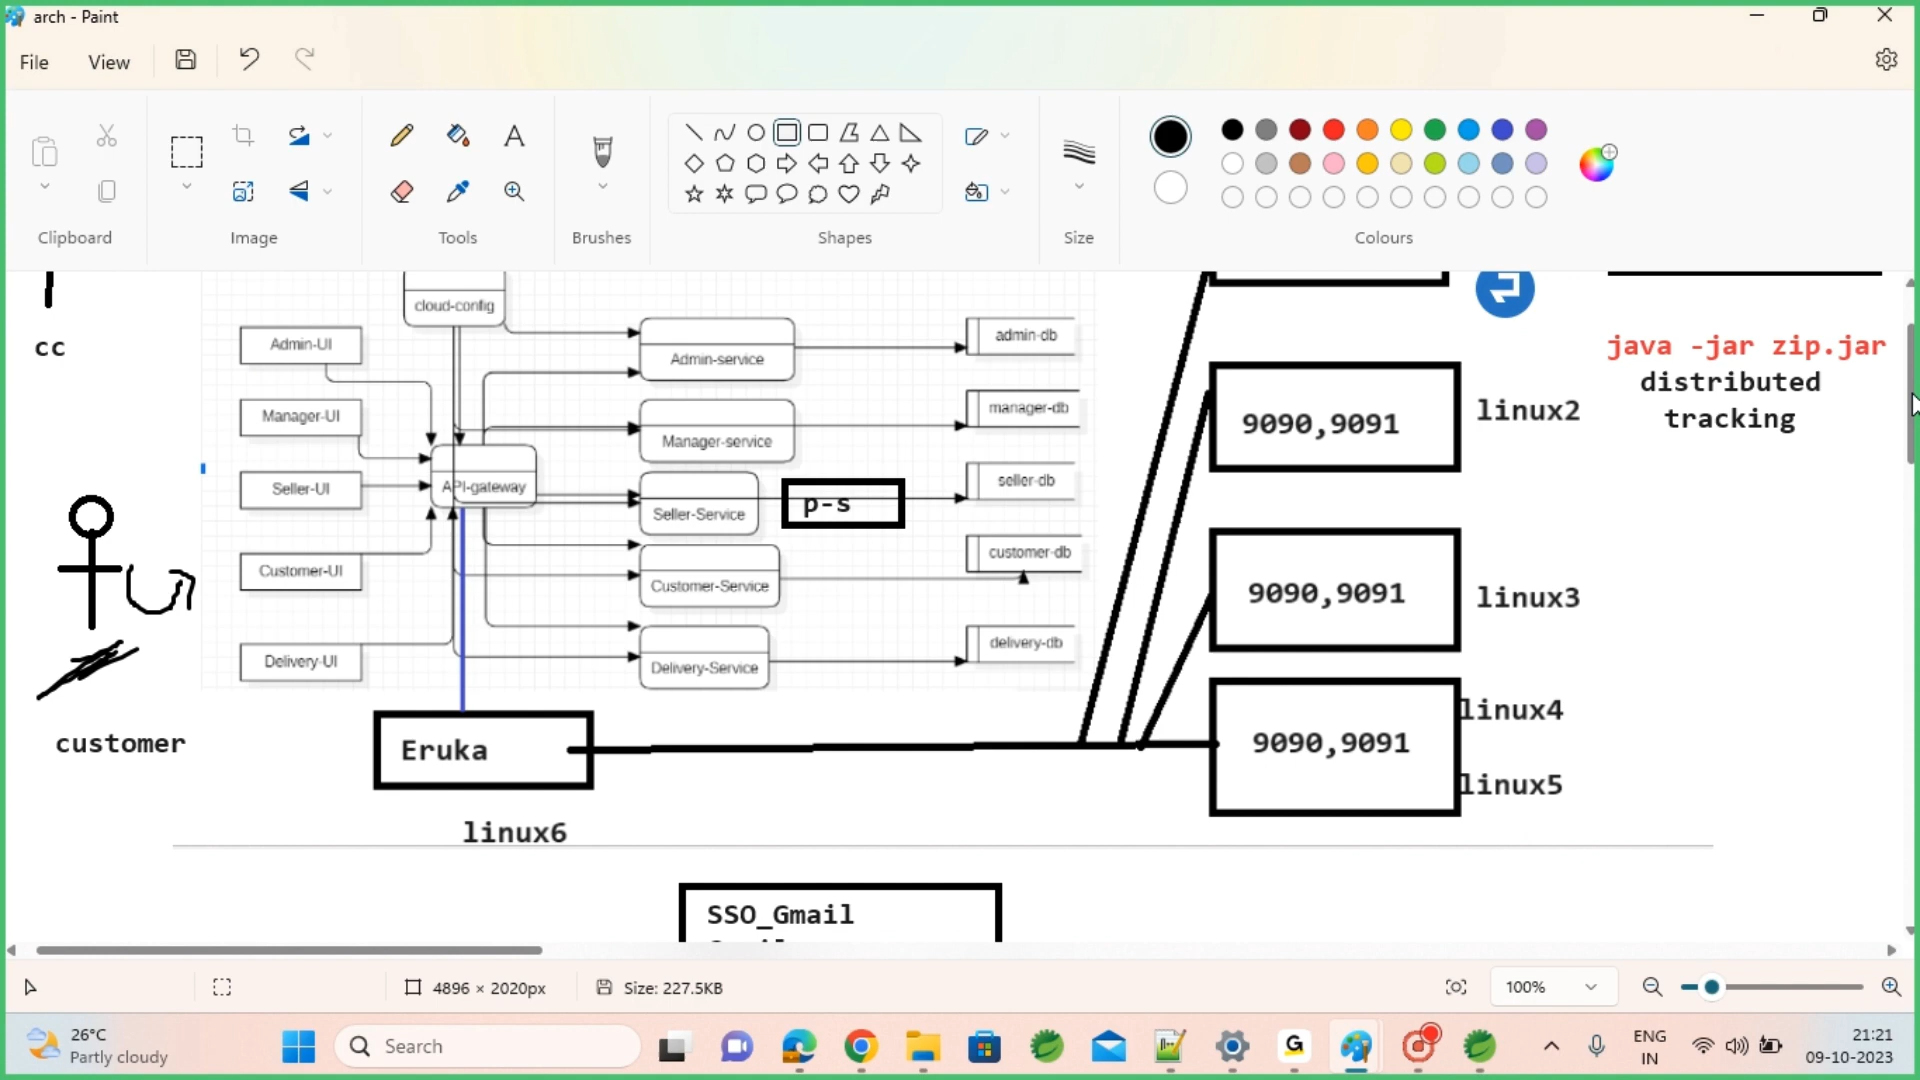 arch - Paint
File
View
Clipboard
Image
Tools
Brushes
Shapes
Size
Colours
cloud-config
cc
Admin-UI
Admin-service
admin-db
Manager-UI
Manager-service
manager-db
Seller-UI
API-gateway
Seller-Service
p-s
seller-db
Customer-UI
Customer-Service
customer-db
Delivery-UI
Delivery-Service
delivery-db
customer
Eruka
linux6
java -jar zip.jar
distributed
tracking
9090,9091
linux2
9090,9091
linux3
9090,9091
linux4
linux5
SSO_Gmail
4896 × 2020px
Size: 227.5KB
100%
26°C
Partly cloudy
Search
ENG
IN
21:21
09-10-2023